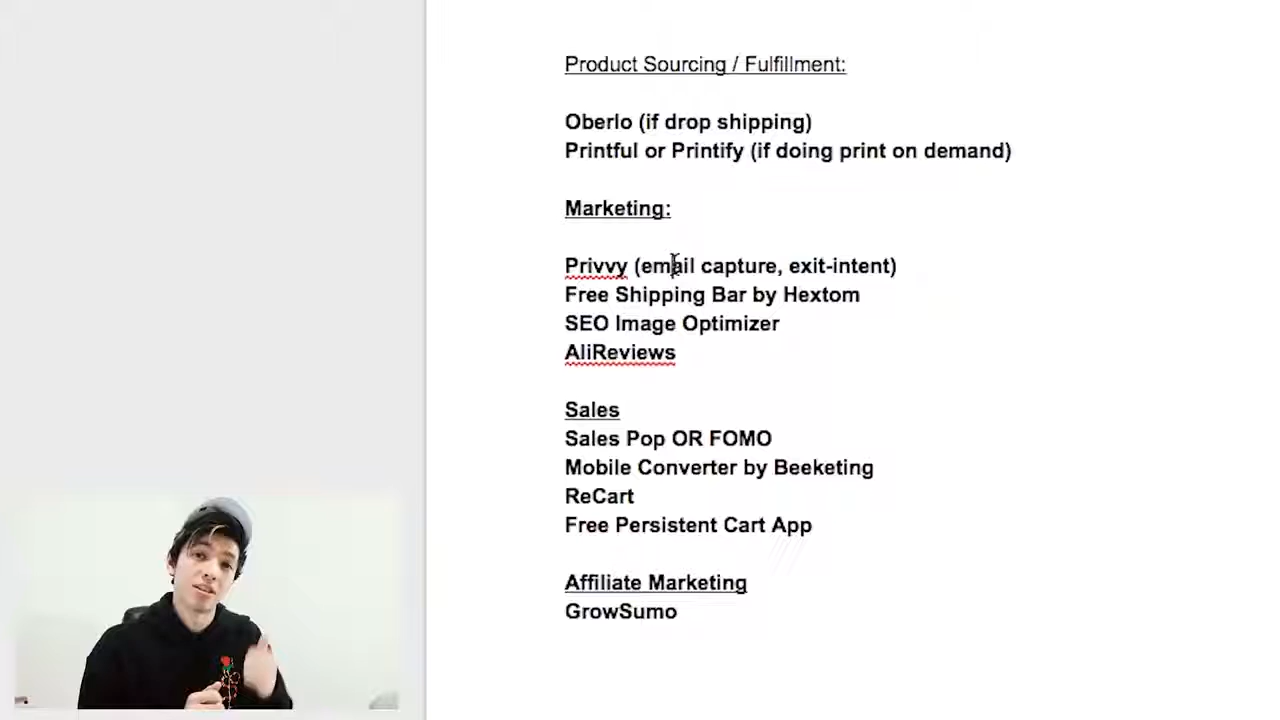 Product Sourcing / Fulfillment:
Oberlo (if drop shipping)
Printful or Printify (if doing print on demand)
Marketing:
Privvy (email capture, exit-intent)
Free Shipping Bar by Hextom
SEO Image Optimizer
AliReviews
Sales
Sales Pop OR FOMO
Mobile Converter by Beeketing
ReCart
Free Persistent Cart App
Affiliate Marketing
GrowSumo